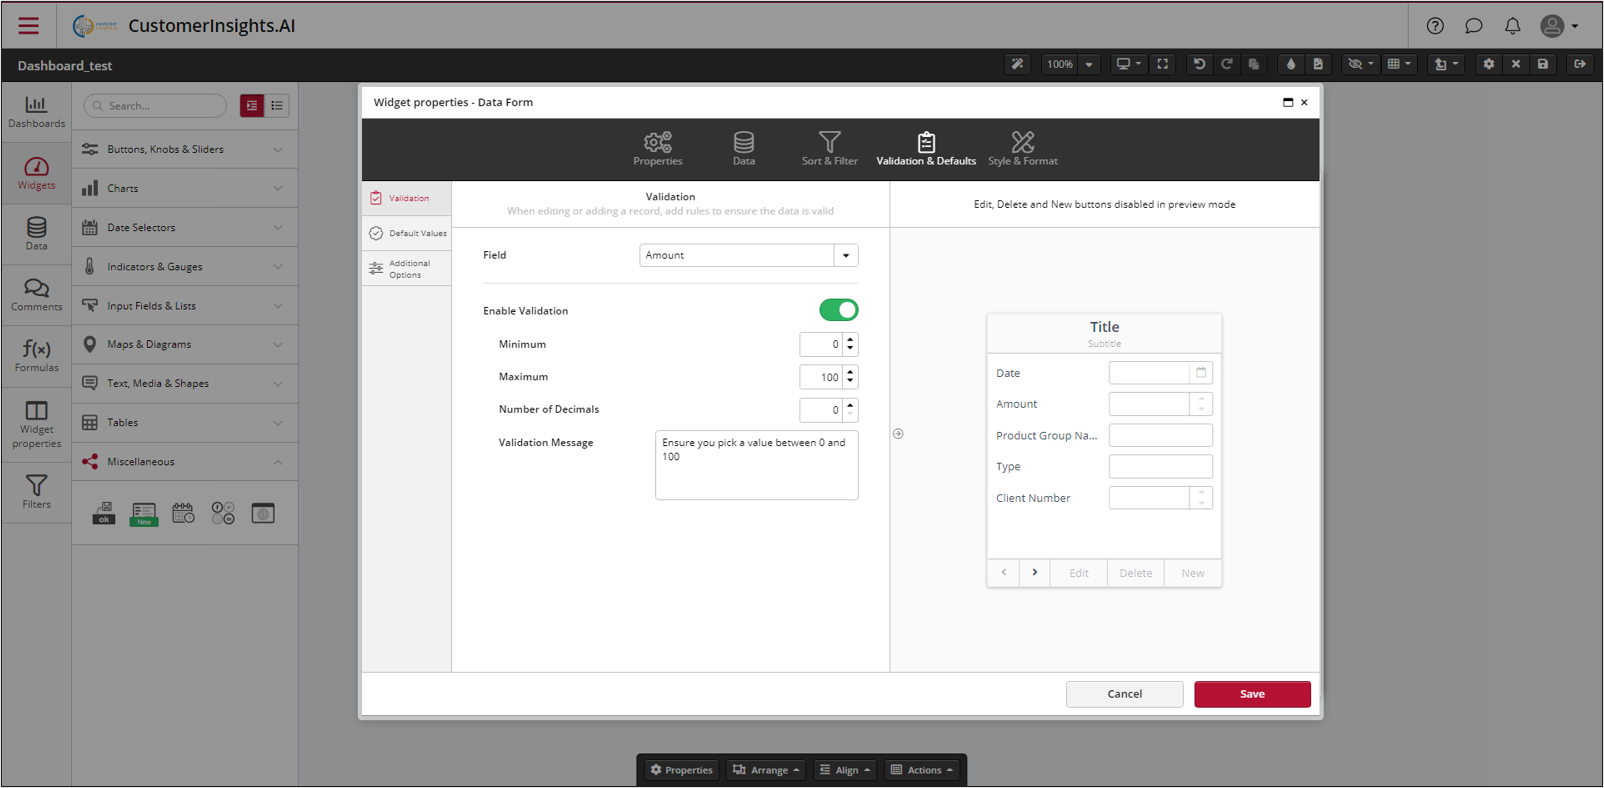 CustomerInsights.AI
Dashboard_test
100%
Dashboards
Widgets
Data
Comments
f(x)
Formulas
Widget
properties
Filters
Search...
Buttons, Knobs & Sliders
Charts
Date Selectors
Indicators & Gauges
Input Fields & Lists
Maps & Diagrams
Text, Media & Shapes
Tables
Miscellaneous
ok
New
Widget properties - Data Form
Properties
Data
Sort & Filter
Validation & Defaults
Style & Format
Validation
Default Values
Additional
Options
Validation
When editing or adding a record, add rules to ensure the data is valid
Field
Amount
Enable Validation
Minimum
0
Maximum
100
Number of Decimals
0
Validation Message
Ensure you pick a value between 0 and
100
Edit, Delete and New buttons disabled in preview mode
Title
Subtitle
Date
Amount
Product Group Na...
Type
Client Number
Edit
Delete
New
Cancel
Save
Properties
Arrange
Align
Actions